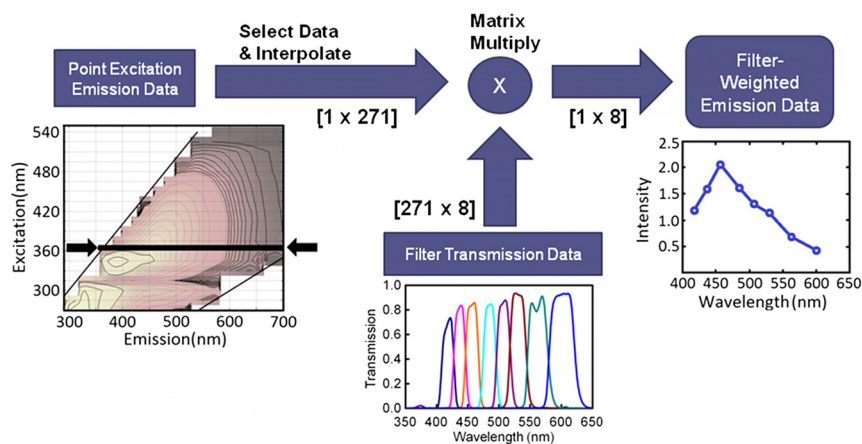 Select Data
& Interpolate
Matrix
Multiply
Point Excitation
Emission Data
X
Filter-
Weighted
Emission Data
[1 x 271]
[1 x 8]
540
480
420
360
300
Excitation(nm)
300
400
500
600
700
Emission(nm)
[271 x 8]
Filter Transmission Data
1.0
0.8
0.6
0.4
0.2
0
Transmission
350
400
450
500
550
600
650
Wavelength (nm)
2.5
2.0
1.5
1.0
0.5
Intensity
400
450
500
550
600
650
Wavelength (nm)